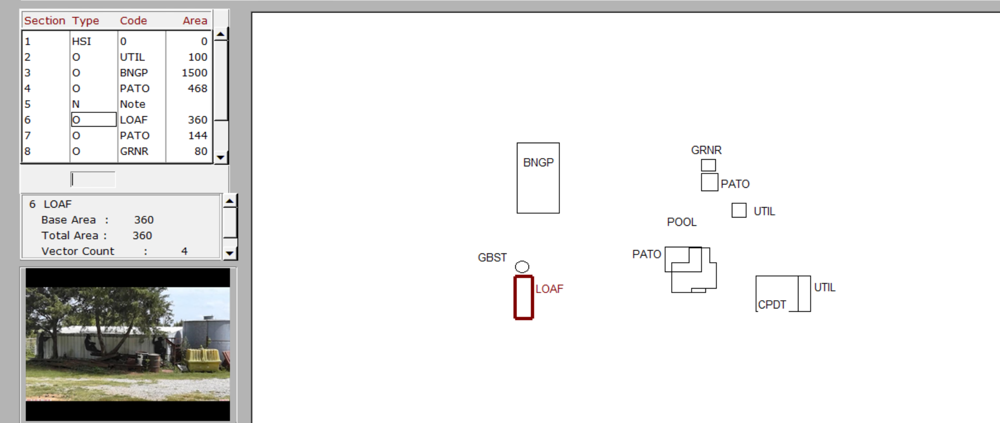 Section Type Code Area
1 HSI 0 0
2 O UTIL 100
3 O BNGP 1500
4 O PATO 468
5 N Note
6 O LOAF 360
7 O PATO 144
8 O GRNR 80
6 LOAF
Base Area : 360
Total Area : 360
Vector Count : 4
GRNR
BNGP
PATO
UTIL
POOL
PATO
GBST
LOAF
UTIL
CPDT